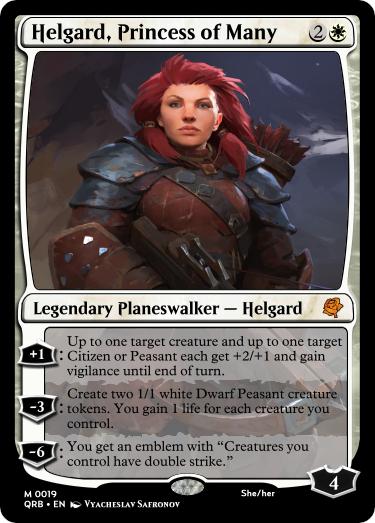 Helgard, Princess of Many 2
Legendary Planeswalker — Helgard
+1: Up to one target creature and up to one target
Citizen or Peasant each get +2/+1 and gain
vigilance until end of turn.
-3: Create two 1/1 white Dwarf Peasant creature
tokens. You gain 1 life for each creature you
control.
-6: You get an emblem with “Creatures you
control have double strike.”
4
M 0019 She/her
QRB • EN Vyacheslav Safronov